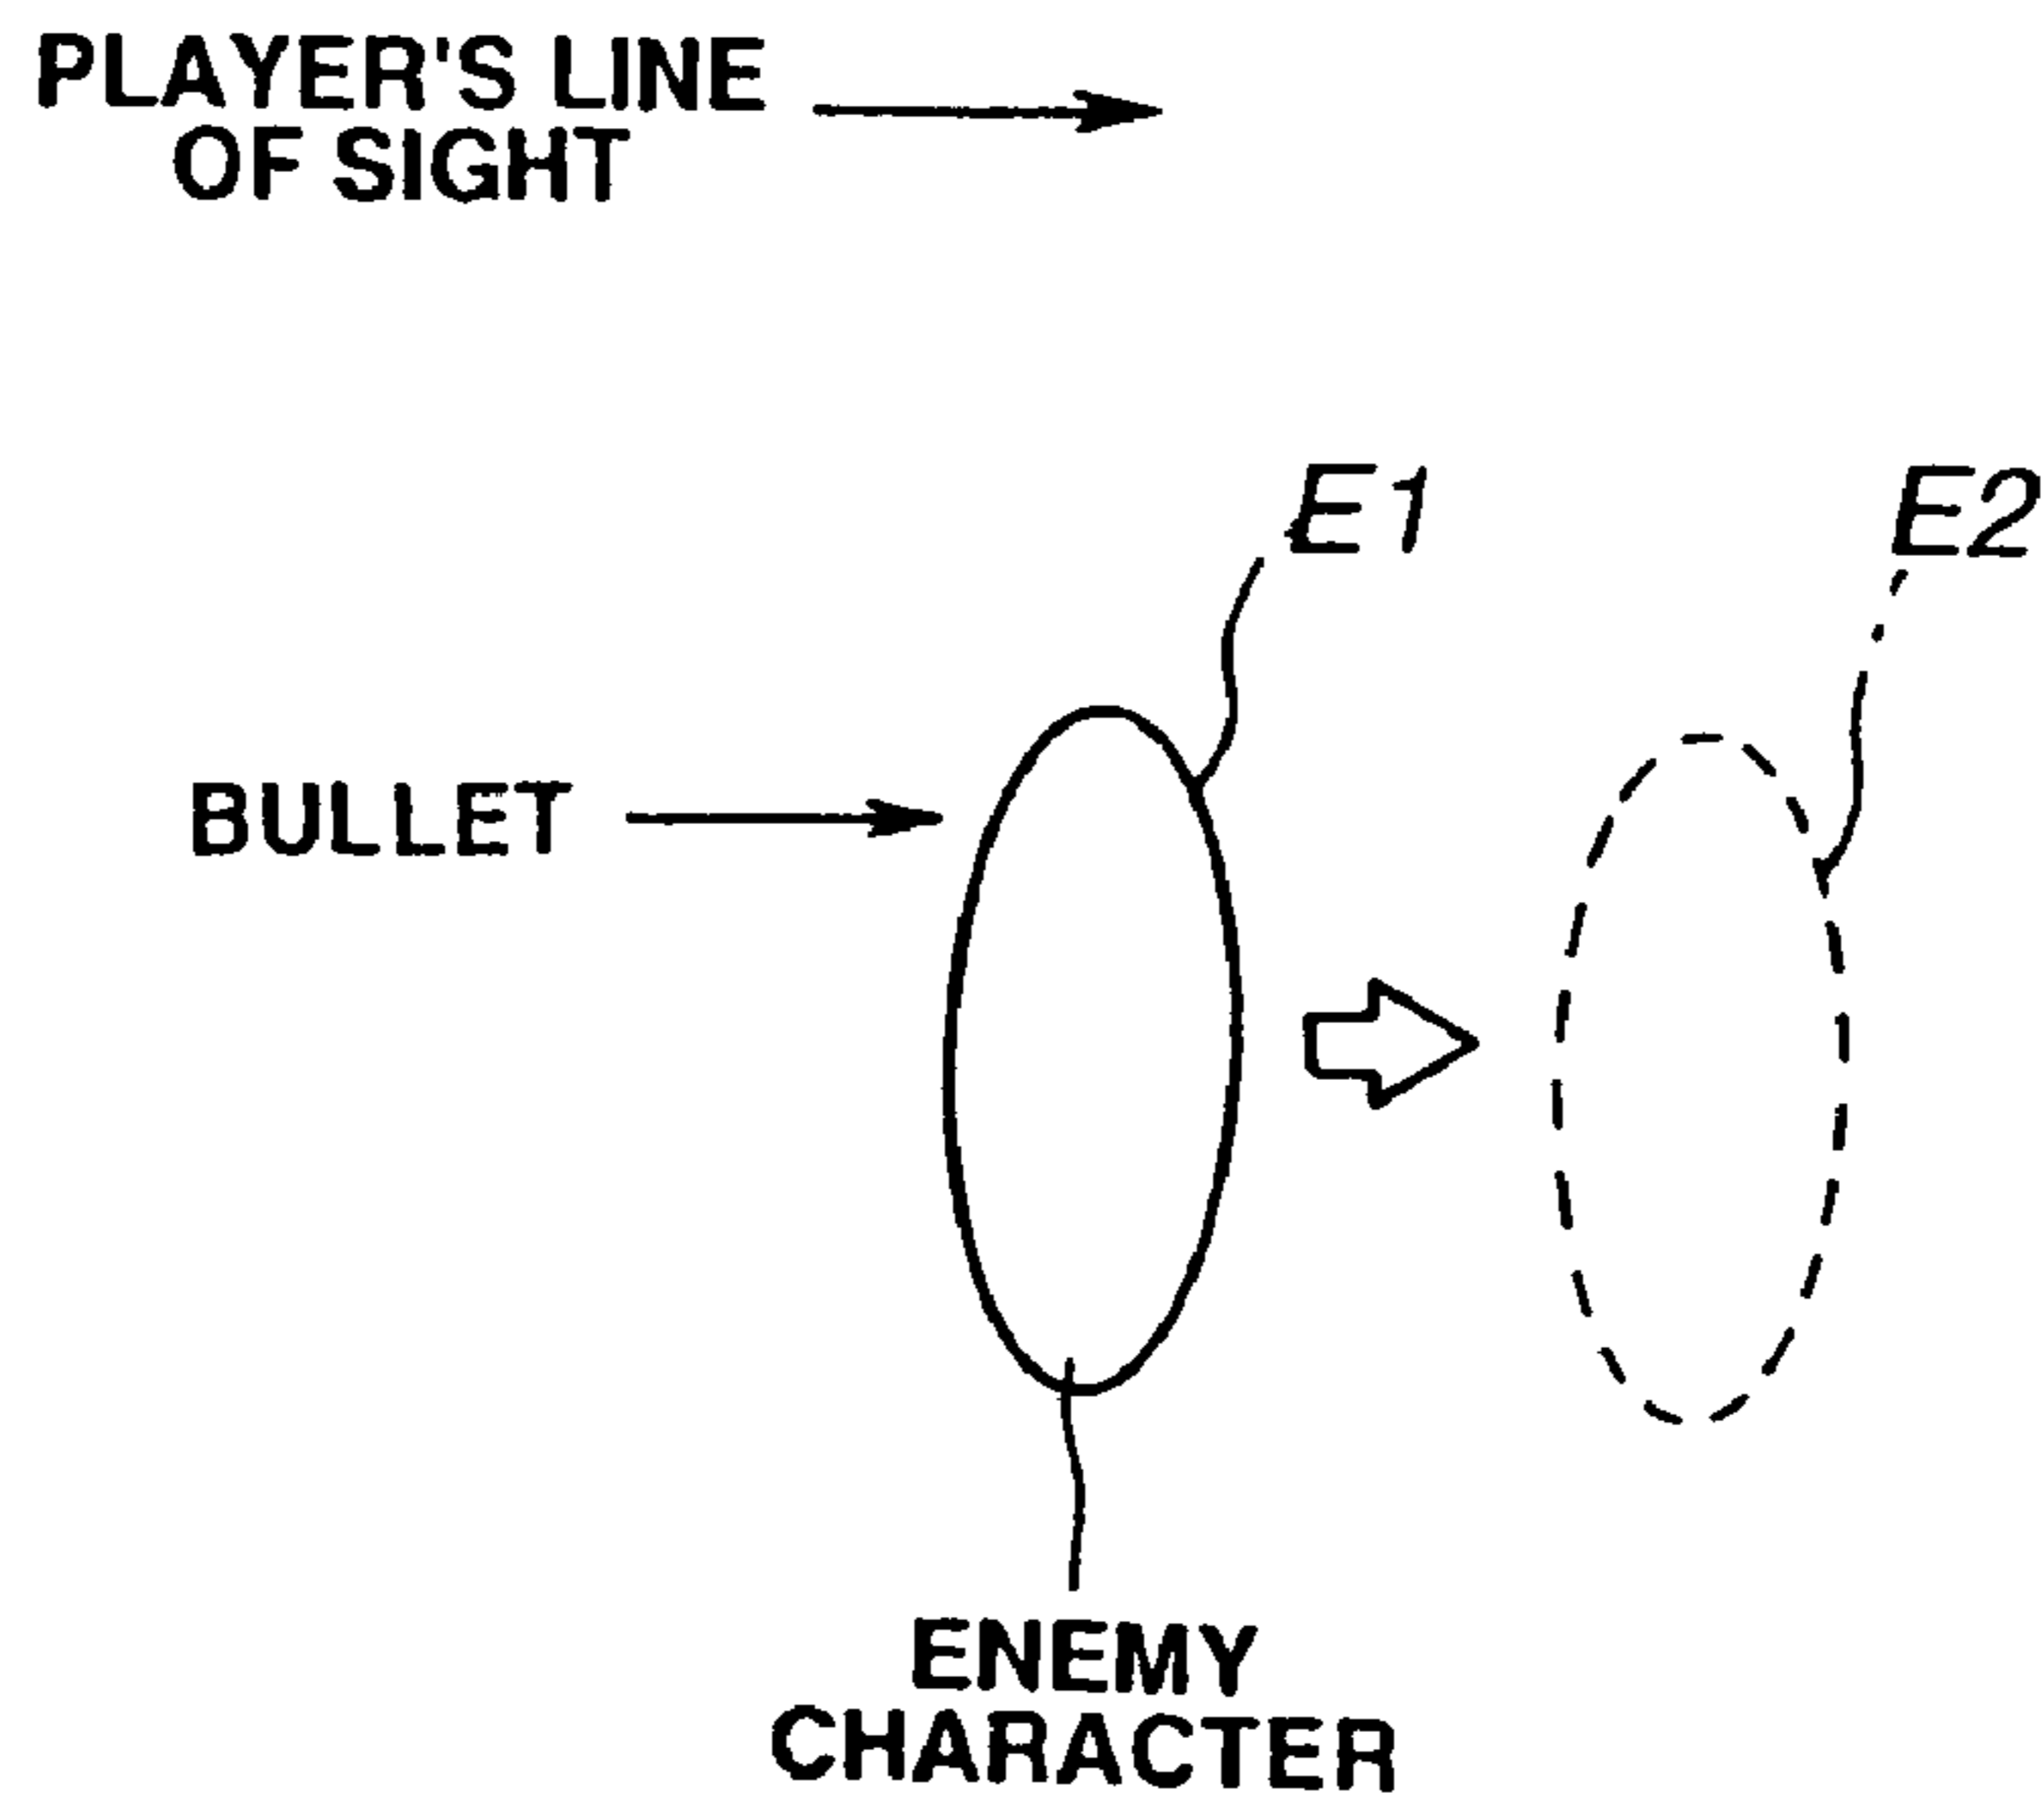 PLAYER'S LINE
OF SIGHT
E1
E2
BULLET
ENEMY
CHARACTER